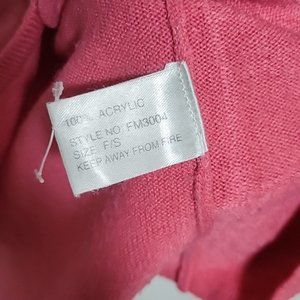 100% ACRYLIC
STYLE NO: FM3004
SIZE: F/S
KEEP AWAY FROM FIRE